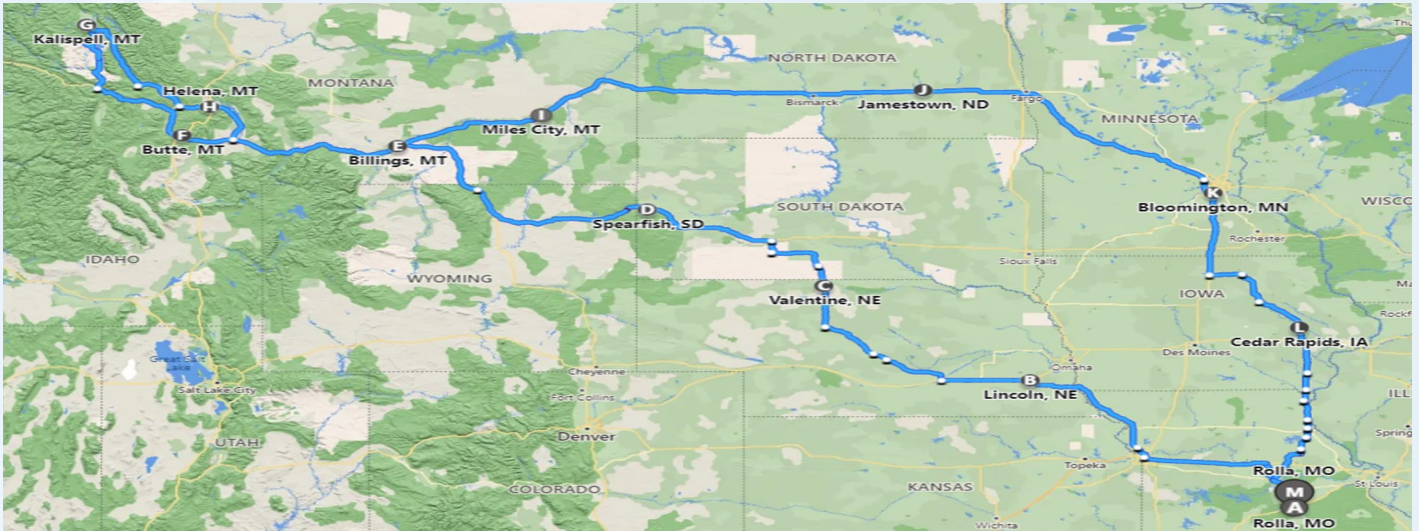 G
Kalispell, MT
Helena, MT
H
MONTANA
F
Butte, MT
E
Billings, MT
I
Miles City, MT
NORTH DAKOTA
Bismarck
J
Jamestown, ND
Fargo
MINNESOTA
K
Bloomington, MN
Rochester
WISCO
D
Spearfish, SD
SOUTH DAKOTA
Sioux Falls
IDAHO
WYOMING
C
Valentine, NE
IOWA
L
Cedar Rapids, IA
Des Moines
Rockf
Great Salt
Lake
Salt Lake City
Cheyenne
Fort Collins
Denver
B
Lincoln, NE
Omaha
ILL
Spring
UTAH
COLORADO
Topeka
KANSAS
Wichita
Rolla, MO
M
A
Rolla, MO
St Louis